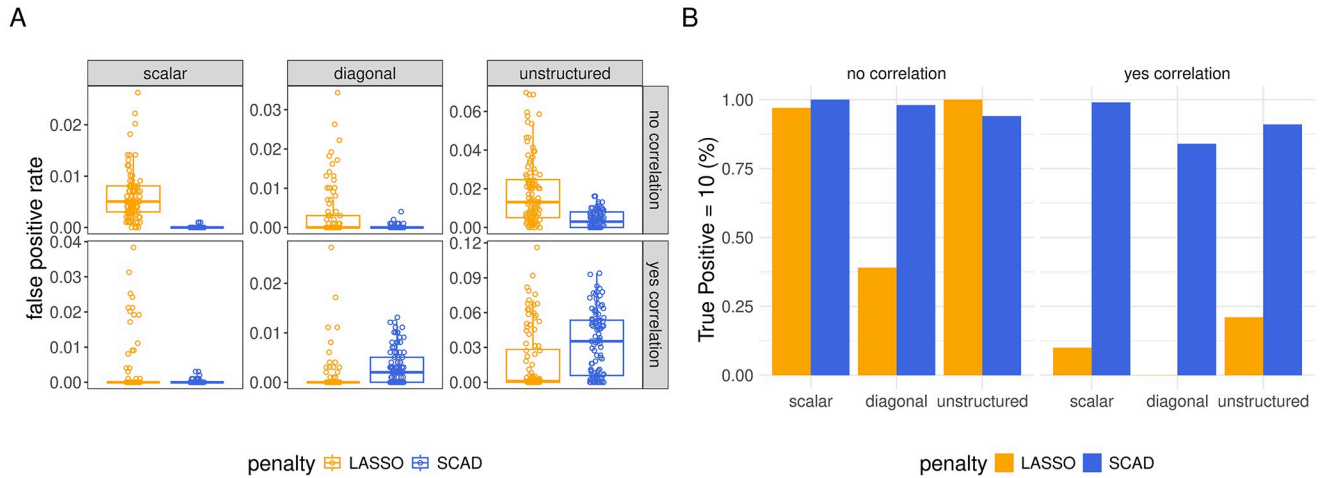 A
scalar diagonal unstructured
false positive rate
0.02
0.01
0.00
0.03
0.02
0.01
0.00
0.06
0.04
0.02
0.00
no correlation
0.04
0.03
0.02
0.01
0.00
0.02
0.01
0.00
0.12
0.09
0.06
0.03
0.00
yes correlation
penalty LASSO SCAD
B
no correlation yes correlation
True Positive = 10 (%)
1.00
0.75
0.50
0.25
0.00
scalar diagonal unstructured scalar diagonal unstructured
penalty LASSO SCAD